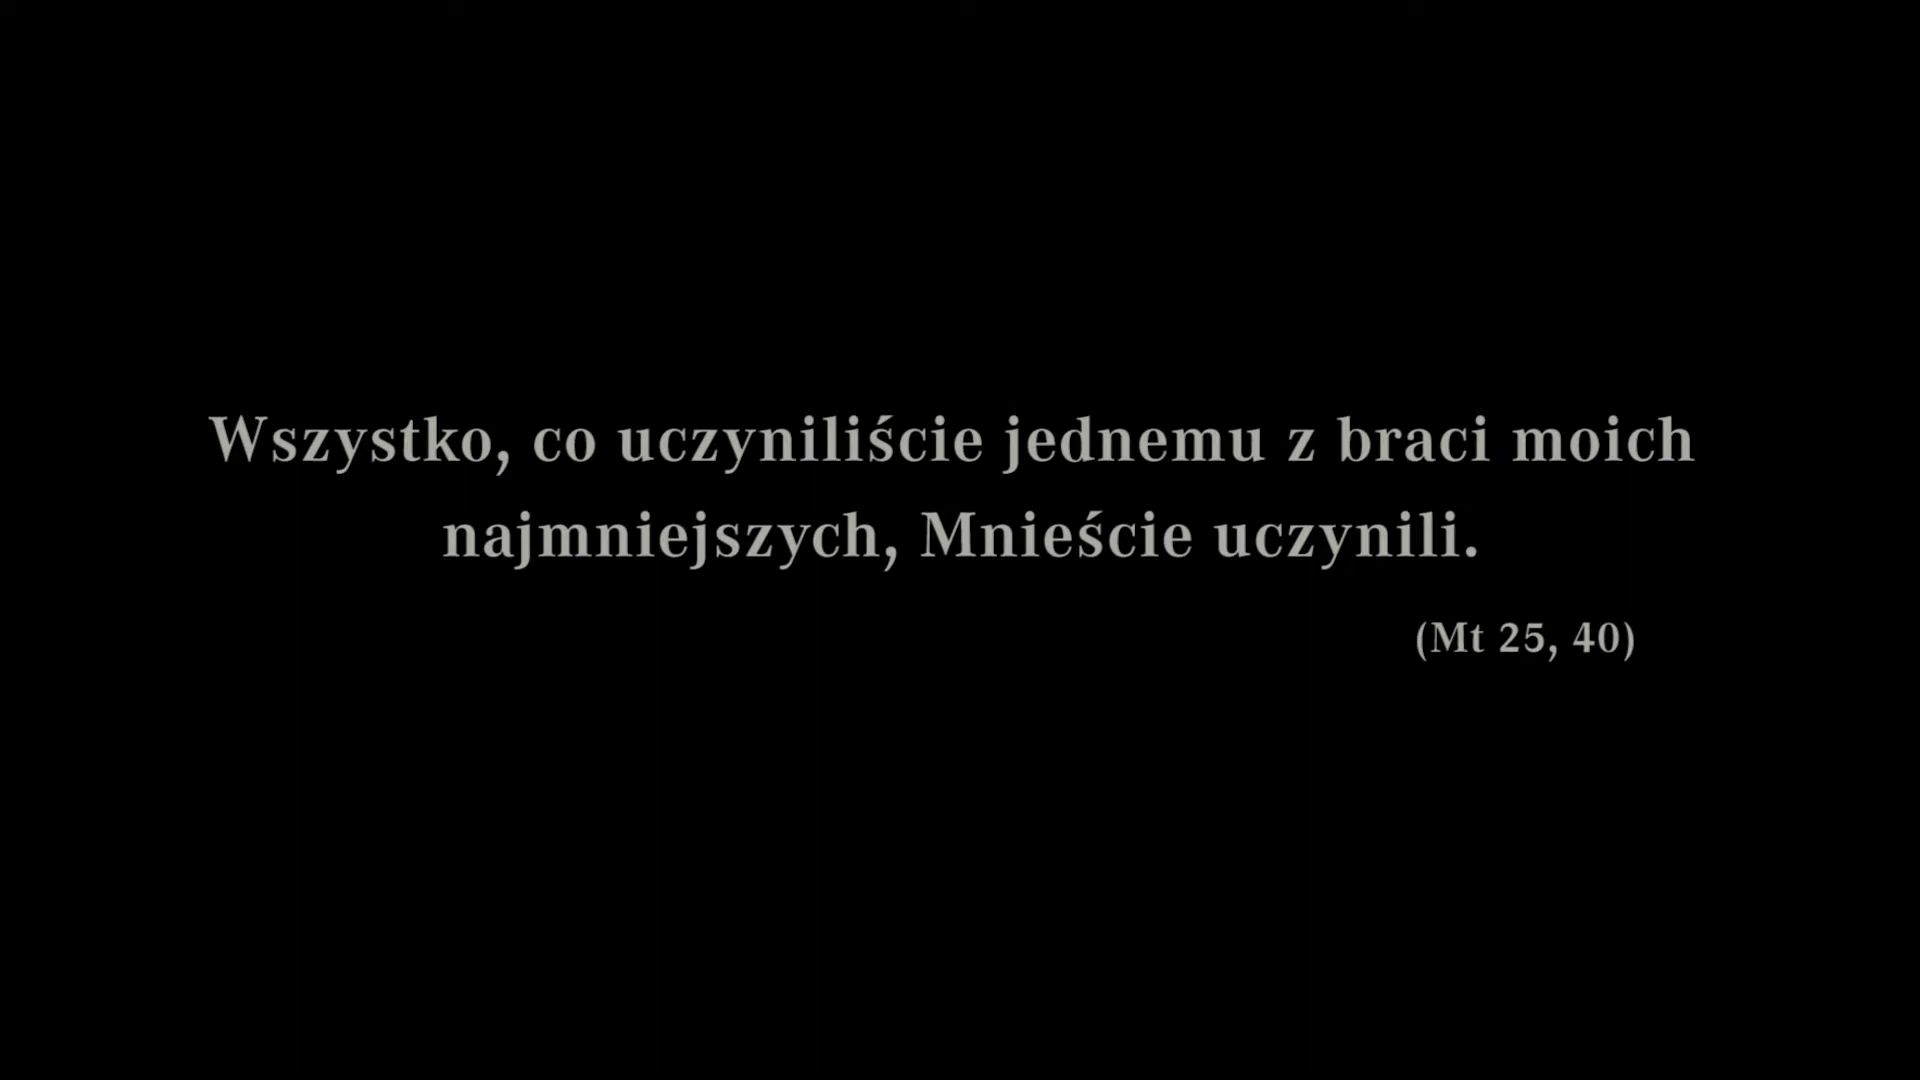 Wszystko, co uczyniliście jednemu z braci moich
najmniejszych, Mnieście uczynili.
(Mt 25, 40)